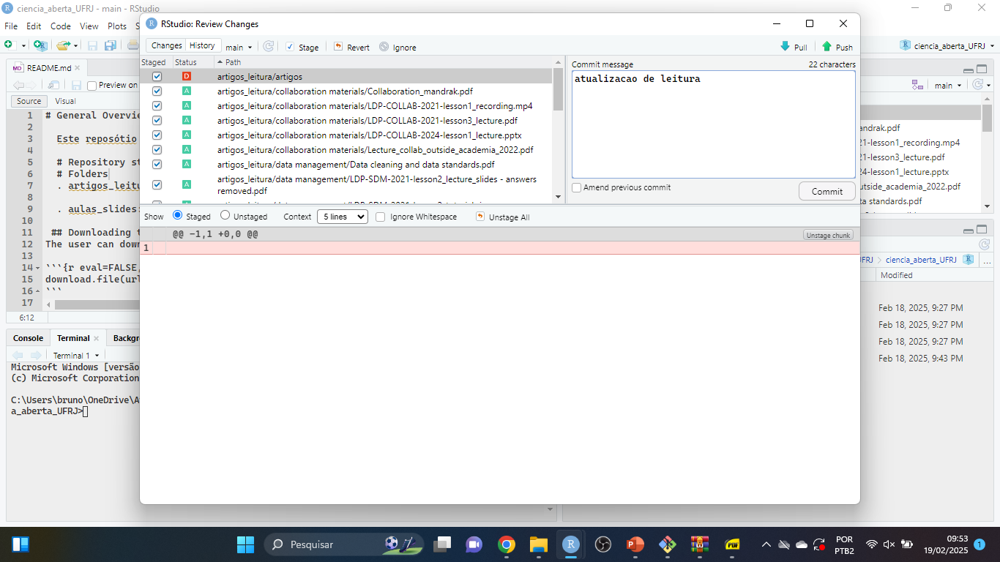 ciencia_aberta_UFRJ - main - RStudio
File Edit Code View Plots S
ciencia_aberta_UFRJ
README.md
Preview on
Source Visual
1 # General Overvie
2
3 Este reposótio
4
5 # Repository st
6 # Folders
7 . artigos_leitu
8
9 . aulas_slides:
10
11 ## Downloading t
12 The user can down
13
14 ```{r eval=FALSE,
15 download.file(url
16 ```
17
6:12
Console Terminal Backgr
Terminal 1
Microsoft Windows [versão
(c) Microsoft Corporation
C:\Users\bruno\OneDrive\A
a_aberta_UFRJ>
RStudio: Review Changes
Changes History main Stage Revert Ignore Pull Push
Staged Status Path
D artigos_leitura/artigos
A artigos_leitura/collaboration materials/Collaboration_mandrak.pdf
A artigos_leitura/collaboration materials/LDP-COLLAB-2021-lesson1_recording.mp4
A artigos_leitura/collaboration materials/LDP-COLLAB-2021-lesson3_lecture.pdf
A artigos_leitura/collaboration materials/LDP-COLLAB-2024-lesson1_lecture.pptx
A artigos_leitura/collaboration materials/Lecture_collab_outside_academia_2022.pdf
A artigos_leitura/data management/Data cleaning and data standards.pdf
A artigos_leitura/data management/LDP-SDM-2021-lesson2_lecture_slides - answers
removed.pdf
Commit message 22 characters
atualizacao de leitura
Amend previous commit
Commit
Show Staged Unstaged Context 5 lines Ignore Whitespace Unstage All
@@ -1,1 +0,0 @@ Unstage chunk
1
main
andrak.pdf
21-lesson1_recording.mp4
21-lesson3_lecture.pdf
24-lesson1_lecture.pptx
utside_academia_2022.pdf
ta standards.pdf
FRJ ciencia_aberta_UFRJ ...
Modified
Feb 18, 2025, 9:27 PM
Feb 18, 2025, 9:27 PM
Feb 18, 2025, 9:27 PM
Feb 18, 2025, 9:43 PM
Pesquisar
POR
PTB2
09:53
19/02/2025
1